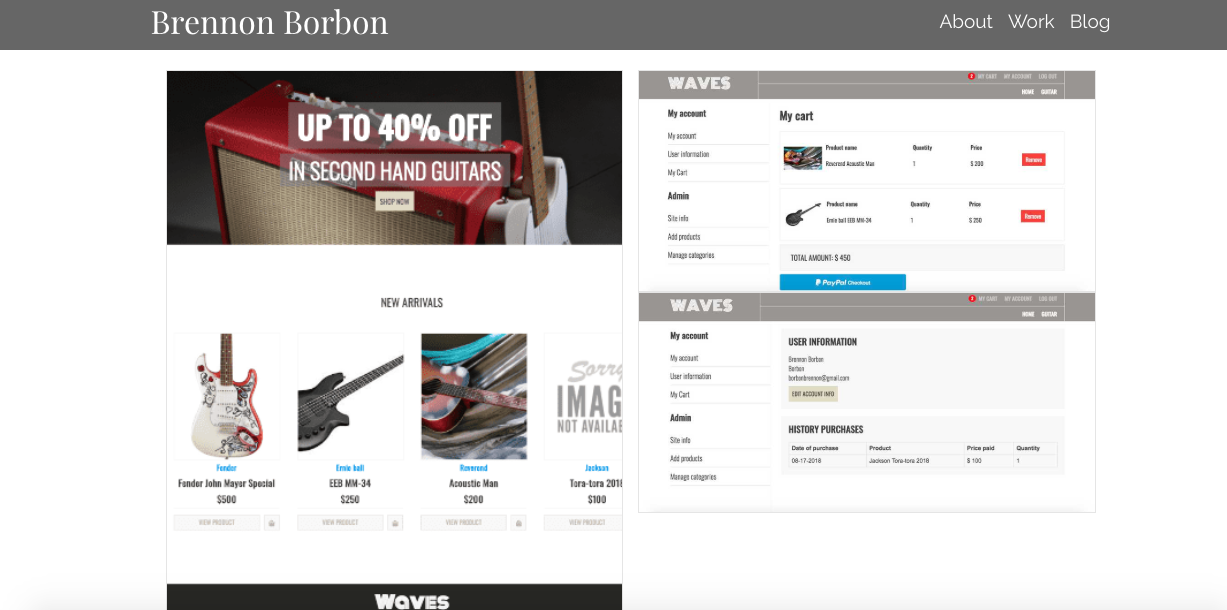 Brennon Borbon
About Work Blog
UP TO 40% OFF
IN SECOND HAND GUITARS
SHOP NOW
NEW ARRIVALS
Sorry
IMAG
NOT AVAILABLE
Fender
Fender John Mayer Special
$500
VIEW PRODUCT
Ernie ball
EEB MM-34
$250
VIEW PRODUCT
Reverend
Acoustic Man
$200
VIEW PRODUCT
Jackson
Tora-tora 2018
$100
VIEW PRODUCT
WAVES
WAVES
2 MY CART MY ACCOUNT LOG OUT
HOME GUITAR
My account
My account
User information
My Cart
Admin
Site info
Add products
Manage categories
My cart
Product name Quantity Price
Reverend Acoustic Man 1 $ 200
Remove
Product name Quantity Price
Ernie ball EEB MM-34 1 $ 250
Remove
TOTAL AMOUNT: $ 450
PayPal Checkout
WAVES
2 MY CART MY ACCOUNT LOG OUT
HOME GUITAR
My account
My account
User information
My Cart
Admin
Site info
Add products
Manage categories
USER INFORMATION
Brennon Borbon
Borbon
borbonbrennon@gmail.com
EDIT ACCOUNT INFO
HISTORY PURCHASES
Date of purchase Product Price paid Quantity
08-17-2018 Jackson Tora-tora 2018 $ 100 1